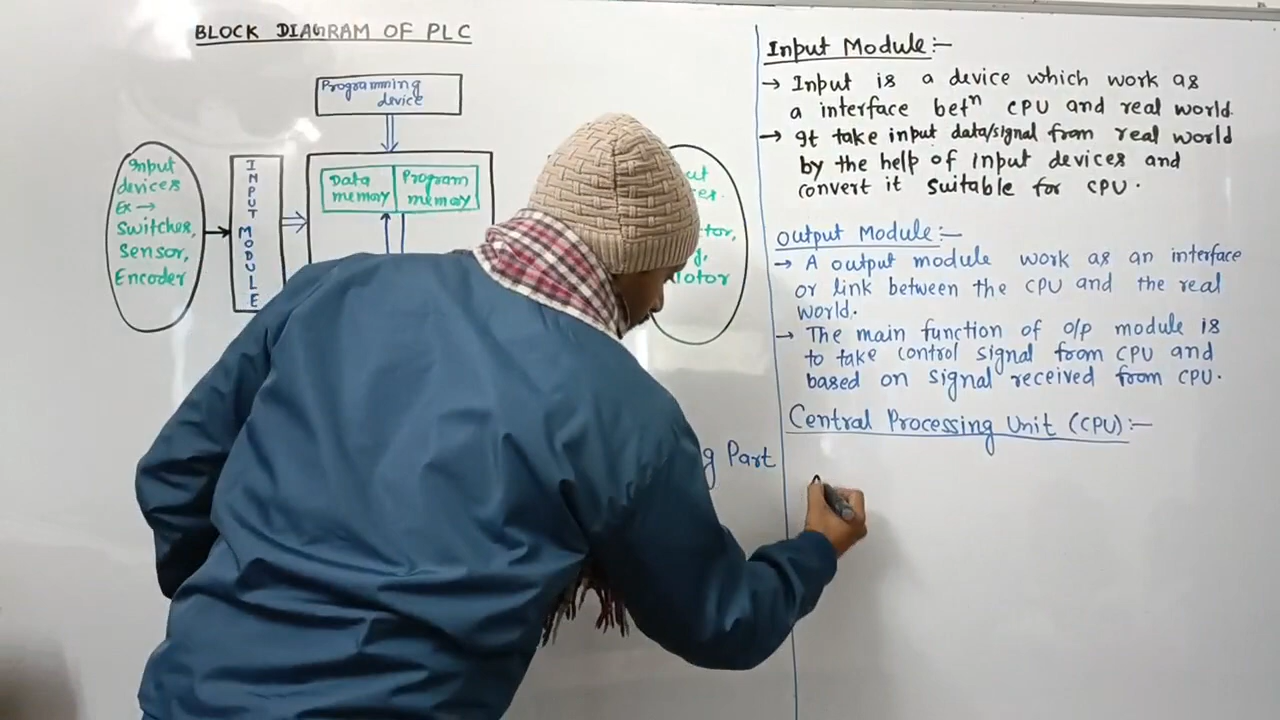 BLOCK DIAGRAM OF PLC
Programming
device
Input
devices
Ex →
Switches,
Sensor,
Encoder
INPUT MODULE
Data
memory
Program
memory
Part
Input Module :-
→ Input is a device which work as
a interface betⁿ CPU and real world.
→ It take input data/signal from real world
by the help of input devices and
convert it suitable for CPU.
Output Module :-
→ A output module work as an interface
or link between the CPU and the real
world.
→ The main function of o/p module is
to take control signal from CPU and
based on signal received from CPU.
Central Processing Unit (CPU) :-